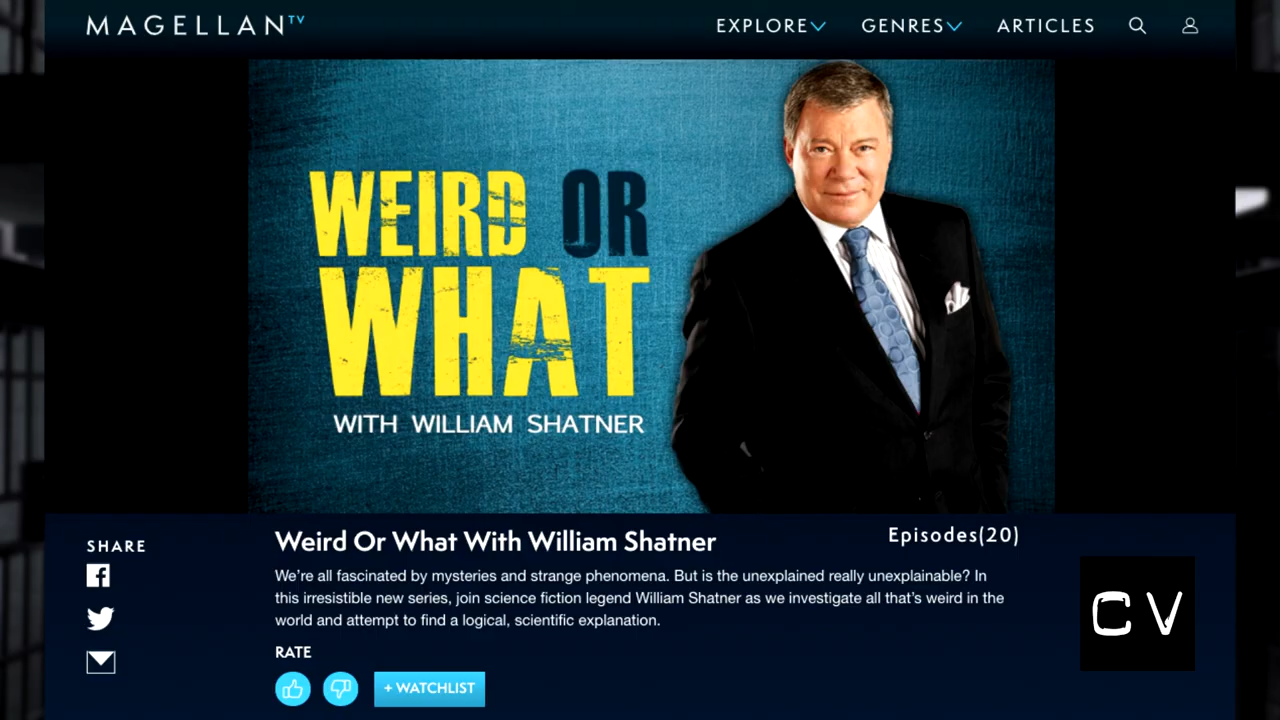 MAGELLANTV
EXPLORE
GENRES
ARTICLES
WEIRD OR
WHAT
WITH WILLIAM SHATNER
SHARE
Weird Or What With William Shatner
Episodes(20)
We’re all fascinated by mysteries and strange phenomena. But is the unexplained really unexplainable? In
this irresistible new series, join science fiction legend William Shatner as we investigate all that’s weird in the
world and attempt to find a logical, scientific explanation.
RATE
+ WATCHLIST
CV